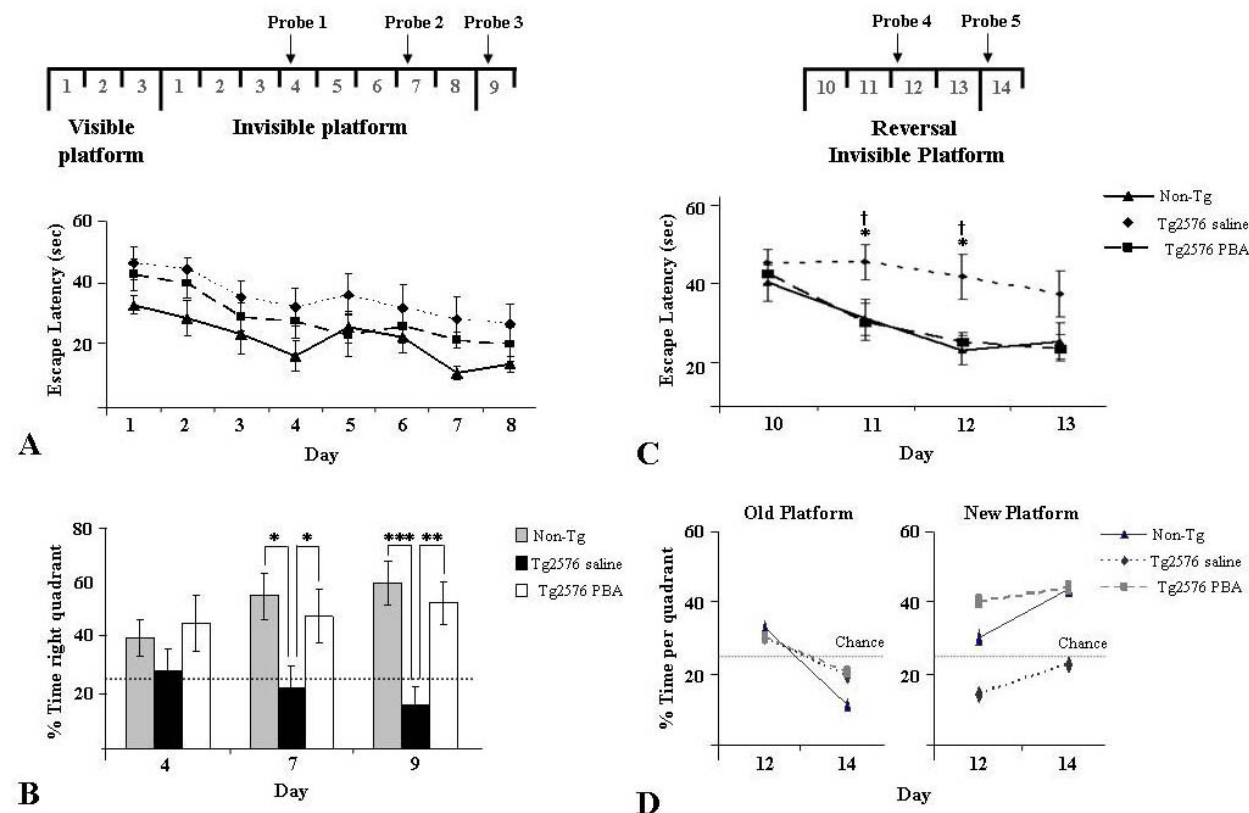 Probe 1
Probe 2
Probe 3
1 2 3 1 2 3 4 5 6 7 8 9
Visible
platform
Invisible platform
60
40
20
Escape Latency (sec)
1 2 3 4 5 6 7 8
Day
A
Probe 4
Probe 5
10 11 12 13 14
Reversal
Invisible Platform
60
40
20
Escape Latency (sec)
† *
† *
10 11 12 13
Day
C
Non-Tg
Tg2576 saline
Tg2576 PBA
80
60
40
20
% Time right quadrant
* *
*** **
Non-Tg
Tg2576 saline
Tg2576 PBA
4 7 9
Day
B
Old Platform
New Platform
60
40
20
0
% Time per quadrant
Chance
12 14
60
40
20
0
Chance
12 14
Day
Non-Tg
Tg2576 saline
Tg2576 PBA
D